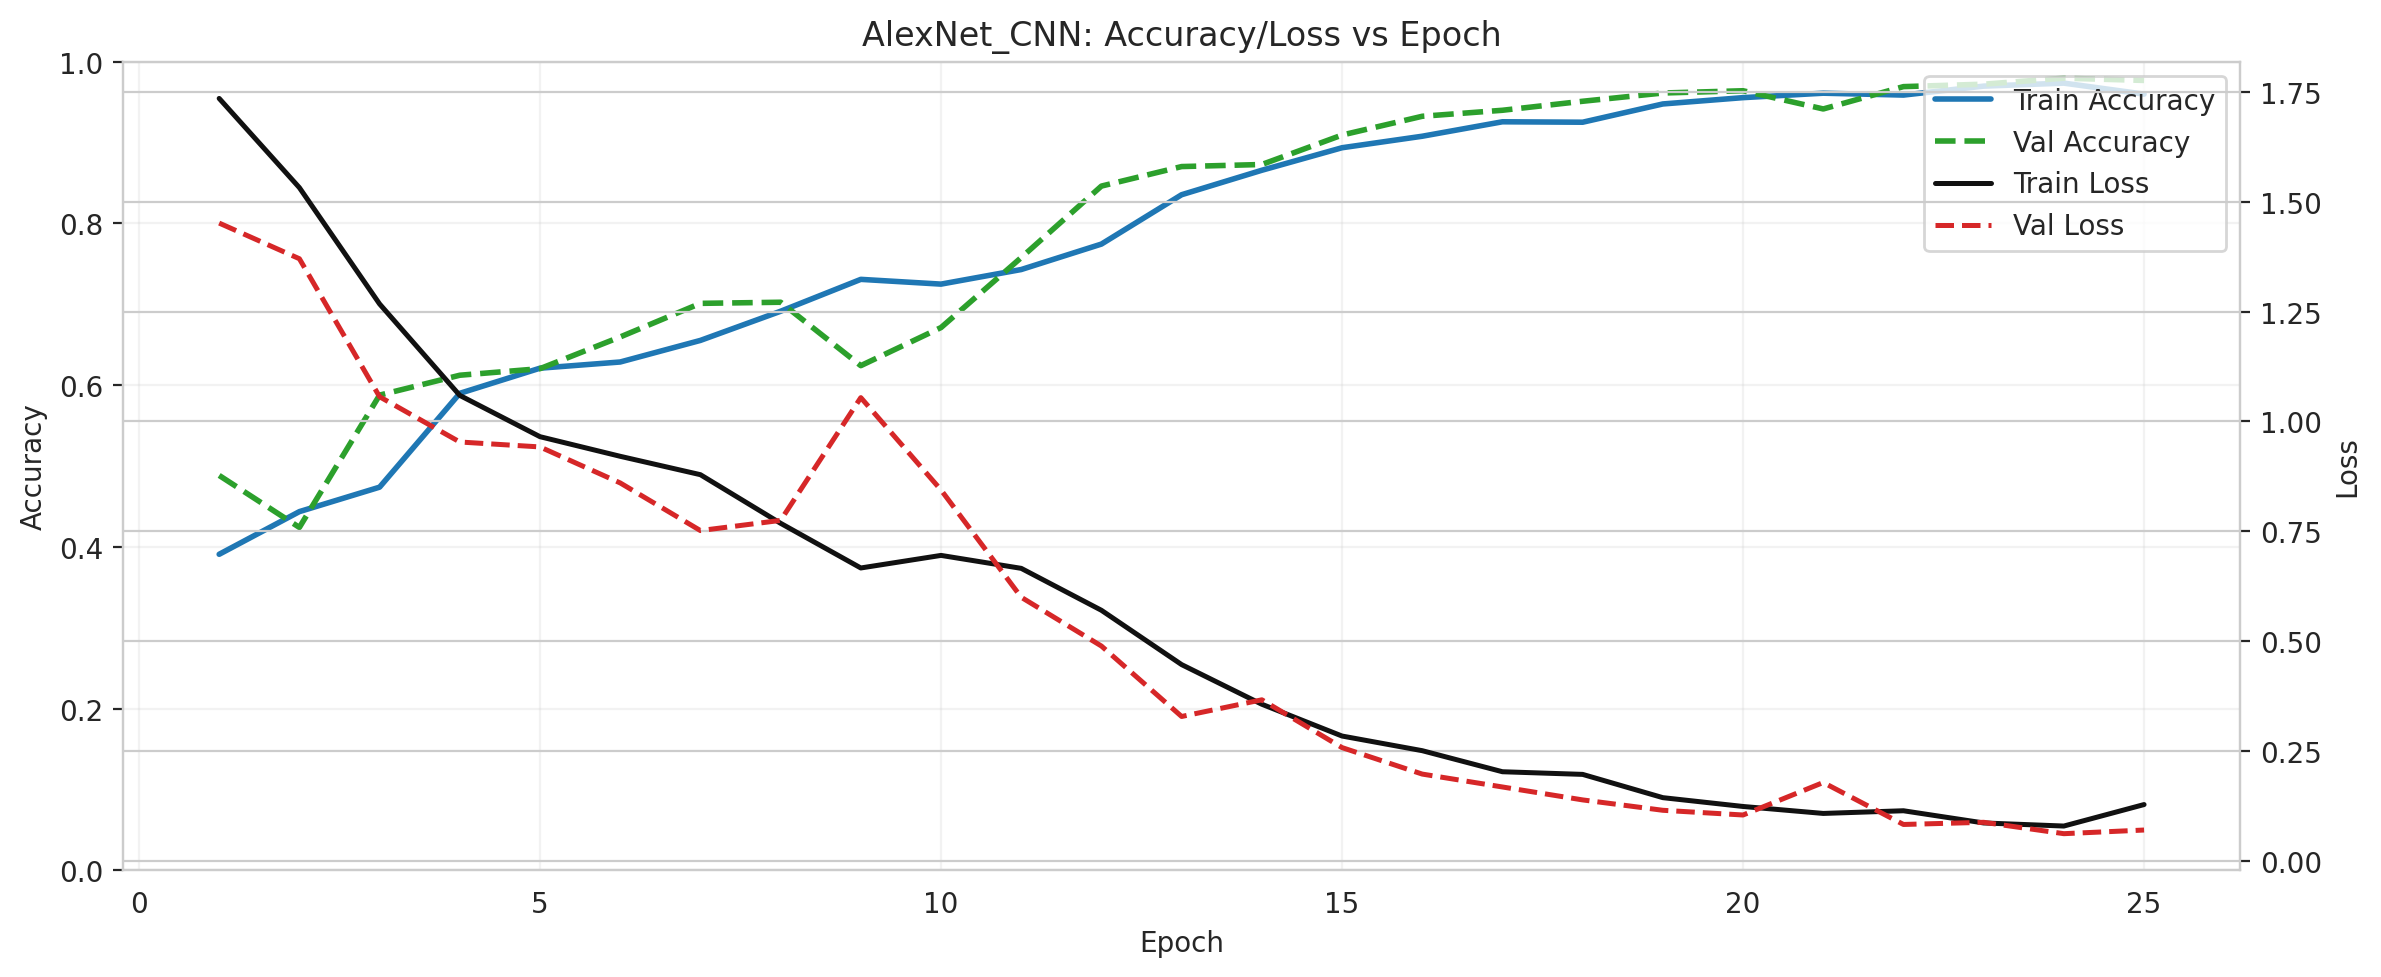 AlexNet_CNN: Accuracy/Loss vs Epoch
1.0
0.8
0.6
0.4
0.2
0.0
Accuracy
0
5
10
15
20
25
Epoch
1.75
1.50
1.25
1.00
0.75
0.50
0.25
0.00
Loss
Train Accuracy
Val Accuracy
Train Loss
Val Loss